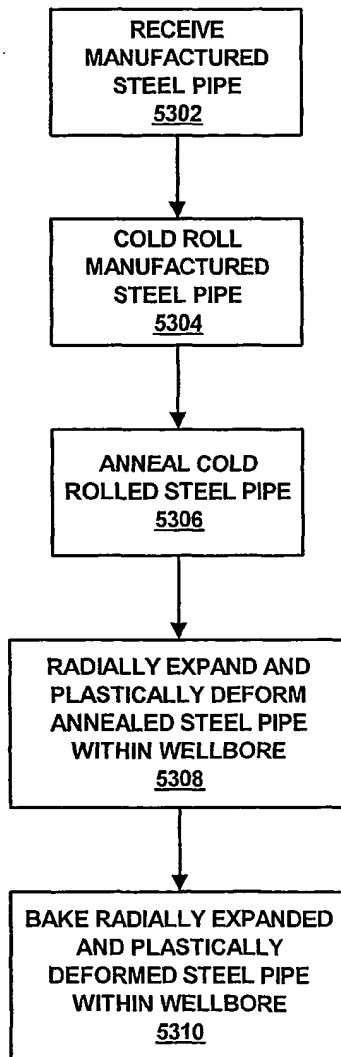 RECEIVE
MANUFACTURED
STEEL PIPE
5302
COLD ROLL
MANUFACTURED
STEEL PIPE
5304
ANNEAL COLD
ROLLED STEEL PIPE
5306
RADIALLY EXPAND AND
PLASTICALLY DEFORM
ANNEALED STEEL PIPE
WITHIN WELLBORE
5308
BAKE RADIALLY EXPANDED
AND PLASTICALLY
DEFORMED STEEL PIPE
WITHIN WELLBORE
5310